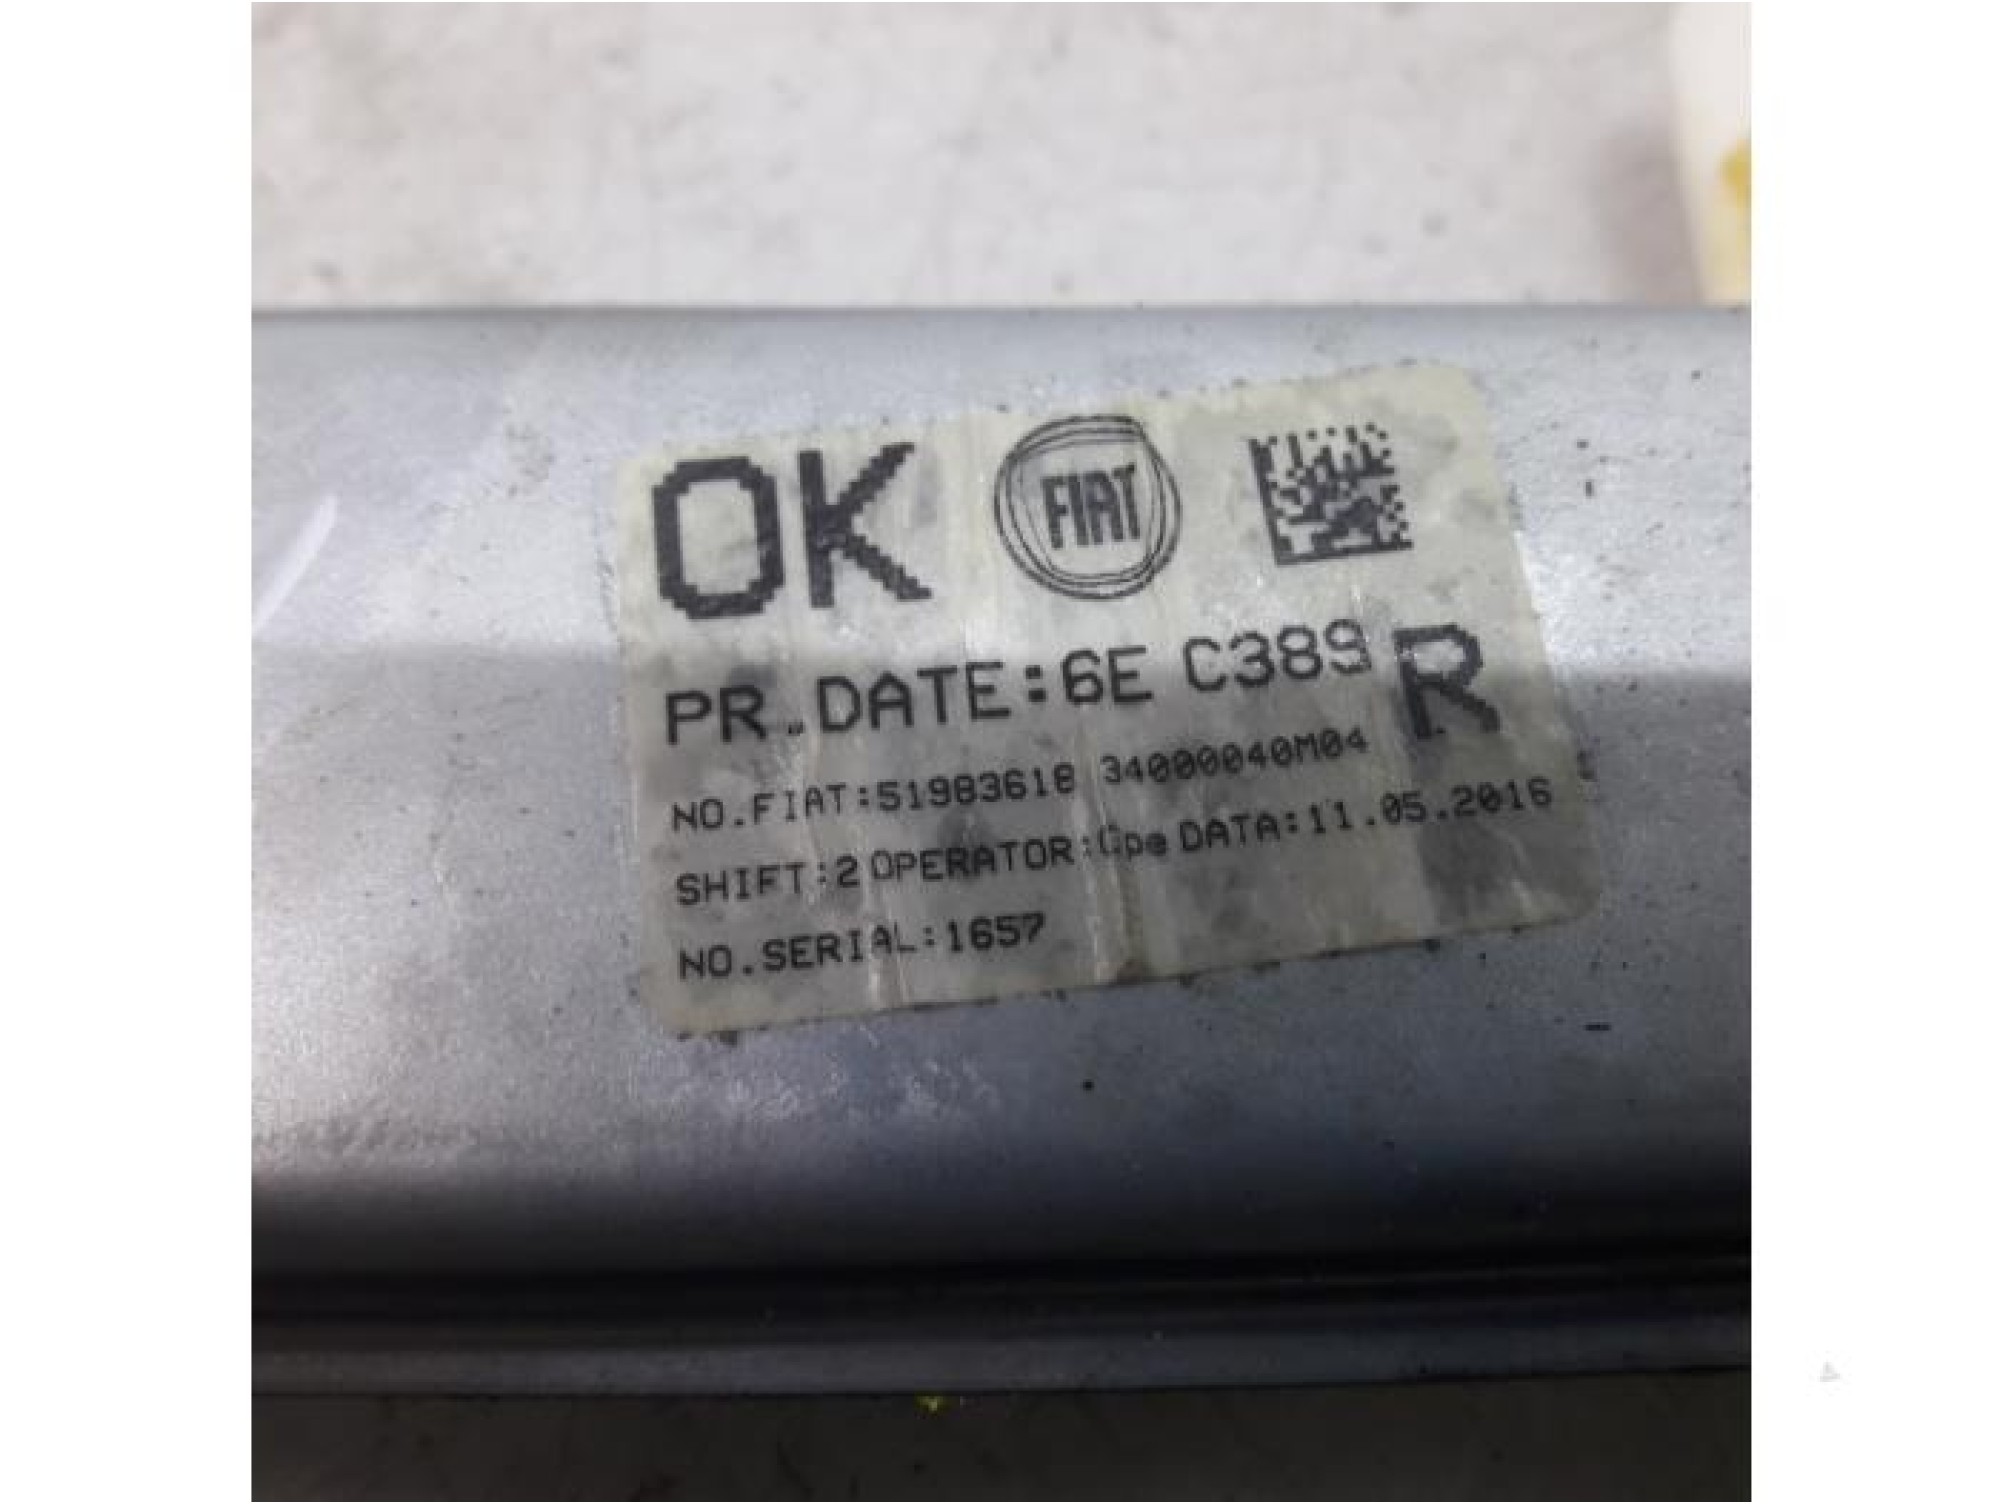 OK FIAT
PR.DATE:6E C389 R
NO.FIAT:51983618 34000040M04
SHIFT:2 OPERATOR:Gpe DATA:11.05.2016
NO.SERIAL:1657